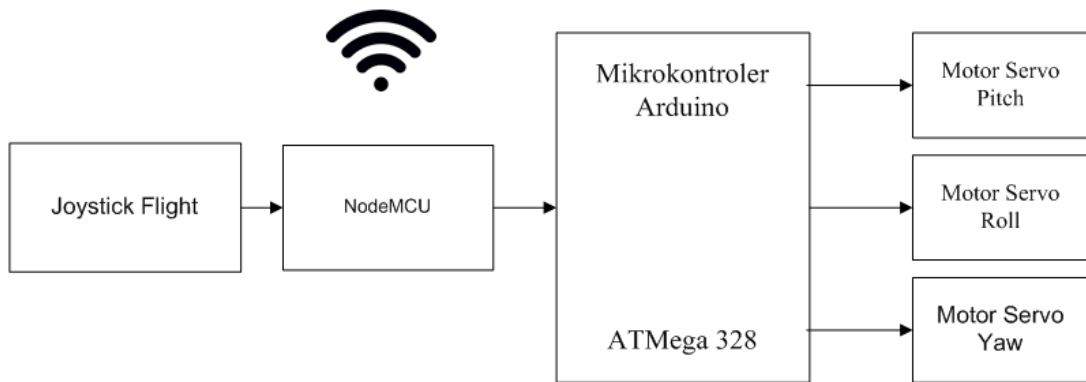 Joystick Flight
NodeMCU
Mikrokontroler
Arduino
ATMega 328
Motor Servo
Pitch
Motor Servo
Roll
Motor Servo
Yaw